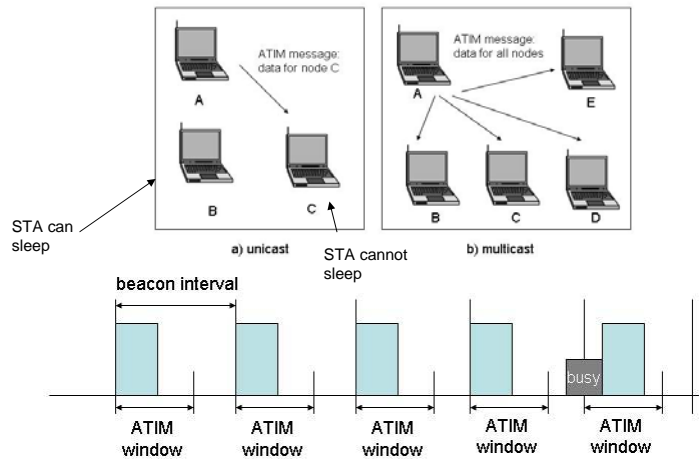 ATIM message:
data for node C
A
B
C
a) unicast
ATIM message:
data for all nodes
A
E
B
C
D
b) multicast
STA can
sleep
STA cannot
sleep
beacon interval
busy
ATIM
window
ATIM
window
ATIM
window
ATIM
window
ATIM
window